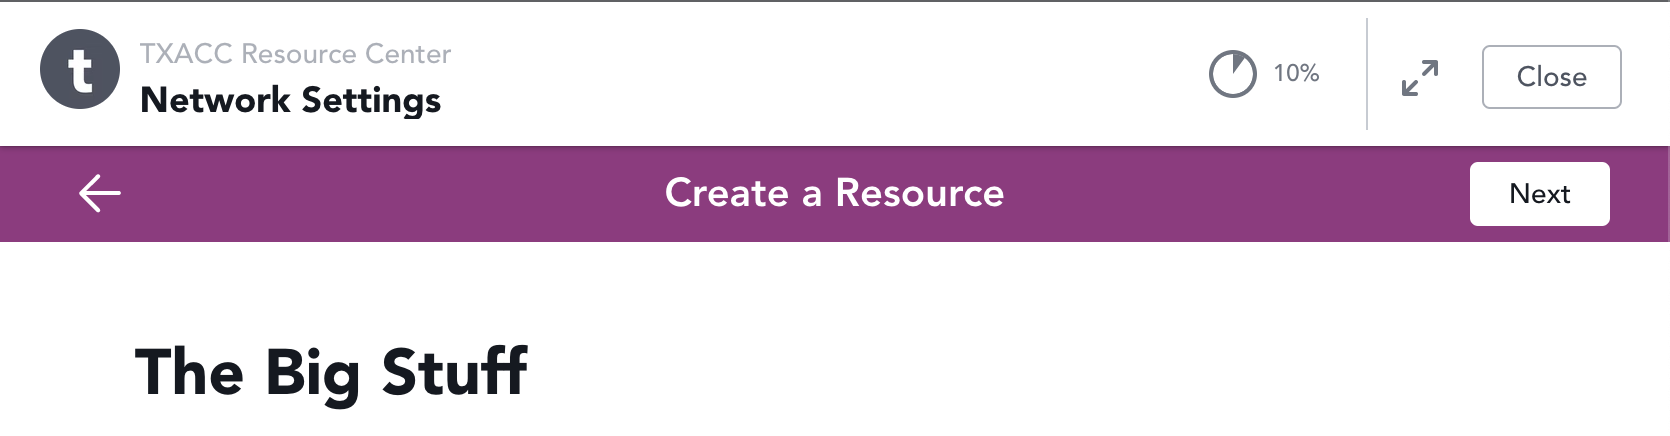 t
TXACC Resource Center
Network Settings
10%
Close
Create a Resource
Next
The Big Stuff